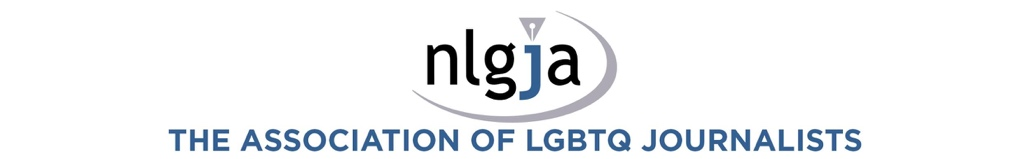 nlgja
THE ASSOCIATION OF LGBTQ JOURNALISTS